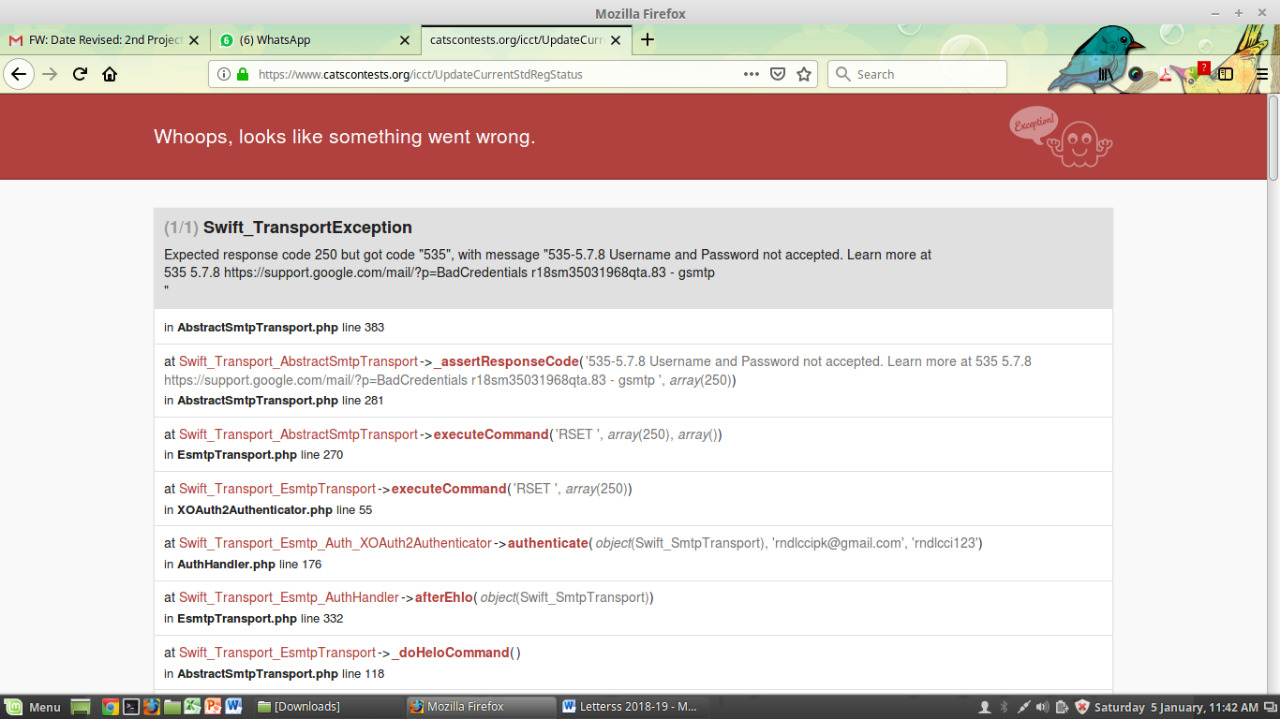 Mozilla Firefox
FW: Date Revised: 2nd Projec
(6) WhatsApp
catscontests.org/icct/UpdateCurr
https://www.catscontests.org/icct/UpdateCurrentStdRegStatus
Search
Whoops, looks like something went wrong.
Exception!
(1/1) Swift_TransportException
Expected response code 250 but got code "535", with message "535-5.7.8 Username and Password not accepted. Learn more at
535 5.7.8 https://support.google.com/mail/?p=BadCredentials r18sm35031968qta.83 - gsmtp
"
in AbstractSmtpTransport.php line 383
at Swift_Transport_AbstractSmtpTransport->_assertResponseCode('535-5.7.8 Username and Password not accepted. Learn more at 535 5.7.8
https://support.google.com/mail/?p=BadCredentials r18sm35031968qta.83 - gsmtp ', array(250))
in AbstractSmtpTransport.php line 281
at Swift_Transport_AbstractSmtpTransport->executeCommand('RSET ', array(250), array())
in EsmtpTransport.php line 270
at Swift_Transport_EsmtpTransport->executeCommand('RSET ', array(250))
in XOAuth2Authenticator.php line 55
at Swift_Transport_Esmtp_Auth_XOAuth2Authenticator->authenticate(object(Swift_SmtpTransport), 'rndlccipk@gmail.com', 'rndlcci123')
in AuthHandler.php line 176
at Swift_Transport_Esmtp_AuthHandler->afterEhlo(object(Swift_SmtpTransport))
in EsmtpTransport.php line 332
at Swift_Transport_EsmtpTransport->_doHeloCommand()
in AbstractSmtpTransport.php line 118
Menu
[Downloads]
Mozilla Firefox
Letterss 2018-19 - M...
Saturday 5 January, 11:42 AM